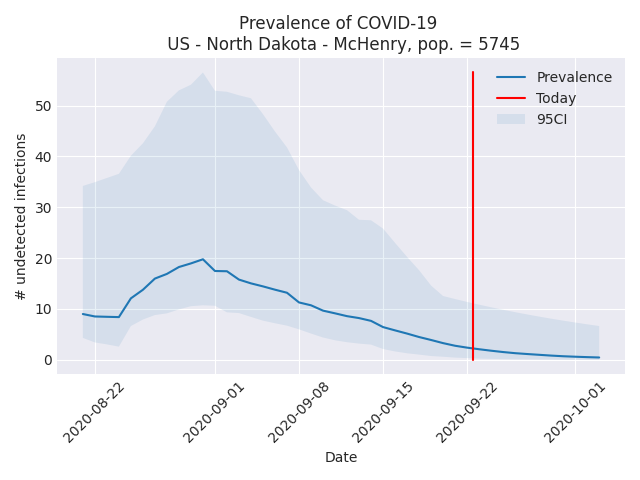 Prevalence of COVID-19
US - North Dakota - McHenry, pop. = 5745
Prevalence
Today
95CI
# undetected infections
50
40
30
20
10
0
2020-08-22
2020-09-01
2020-09-08
2020-09-15
2020-09-22
2020-10-01
Date